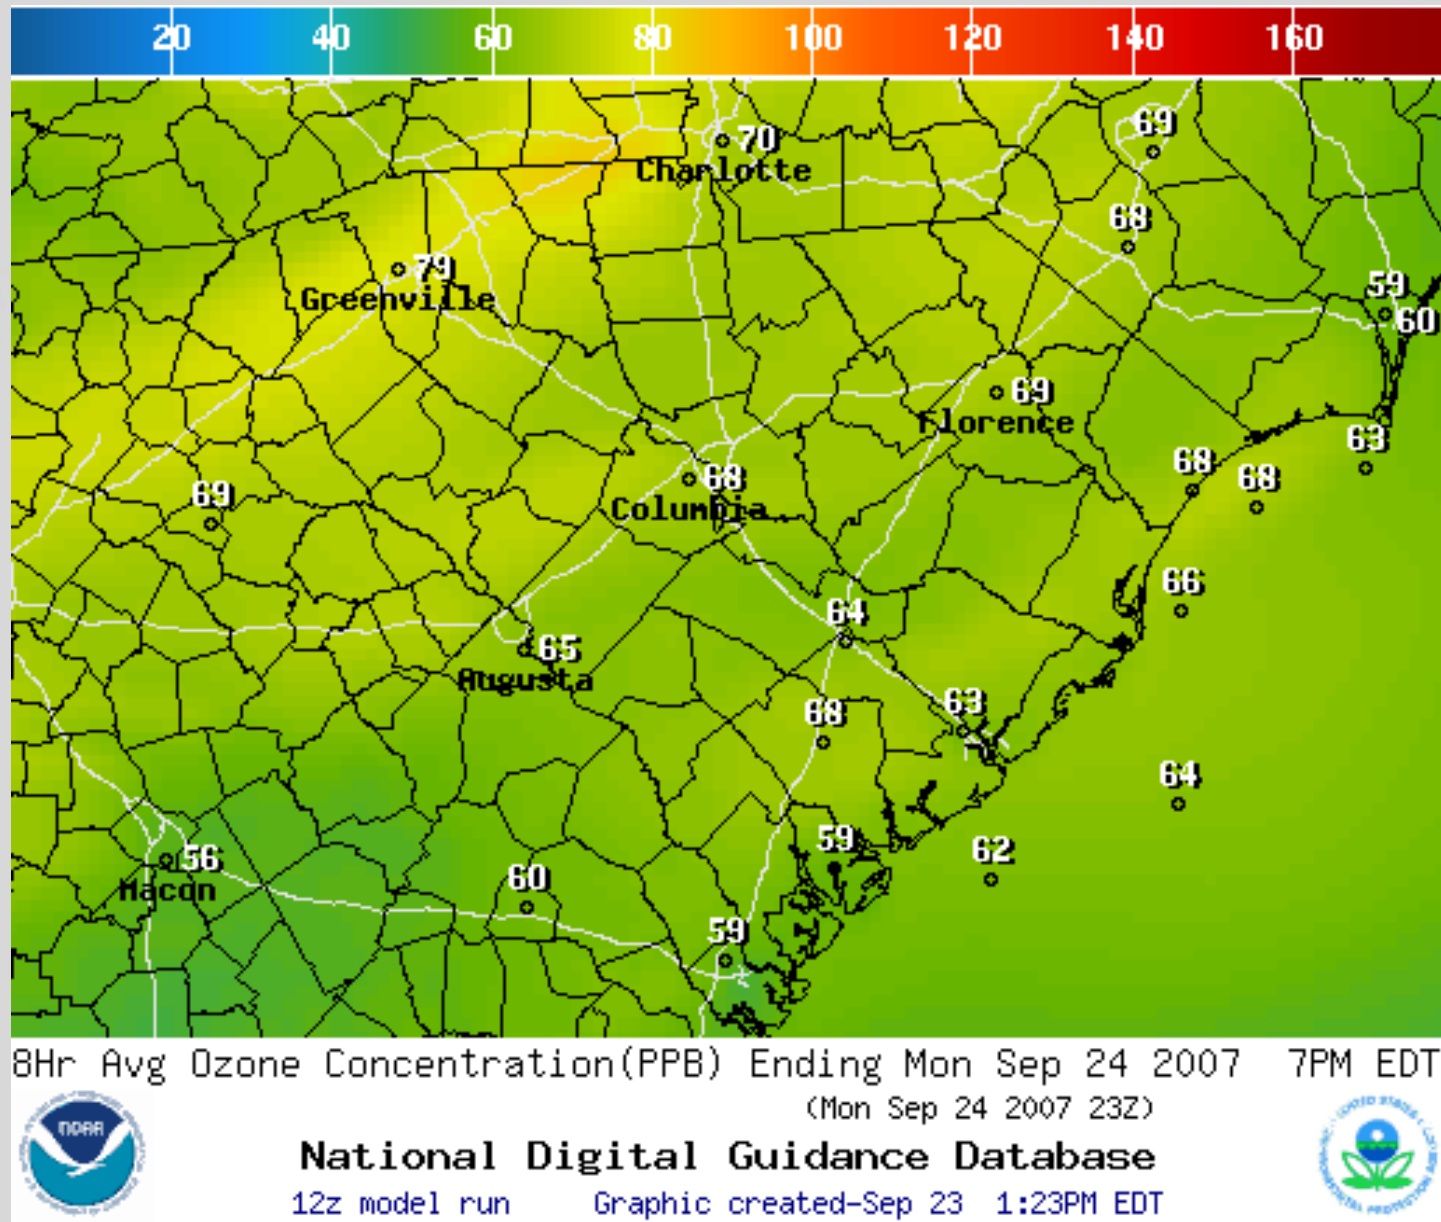 20 40 60 80 100 120 140 160
69
70
Charlotte
68
79
Greenville
59
60
69
Florence
63
68
68
68
Columbia
69
66
64
65
Augusta
63
68
64
59
62
56
Macon
60
59
8Hr Avg Ozone Concentration(PPB) Ending Mon Sep 24 2007 7PM EDT
(Mon Sep 24 2007 23Z)
NOAA
National Digital Guidance Database
12z model run Graphic created-Sep 23 1:23PM EDT